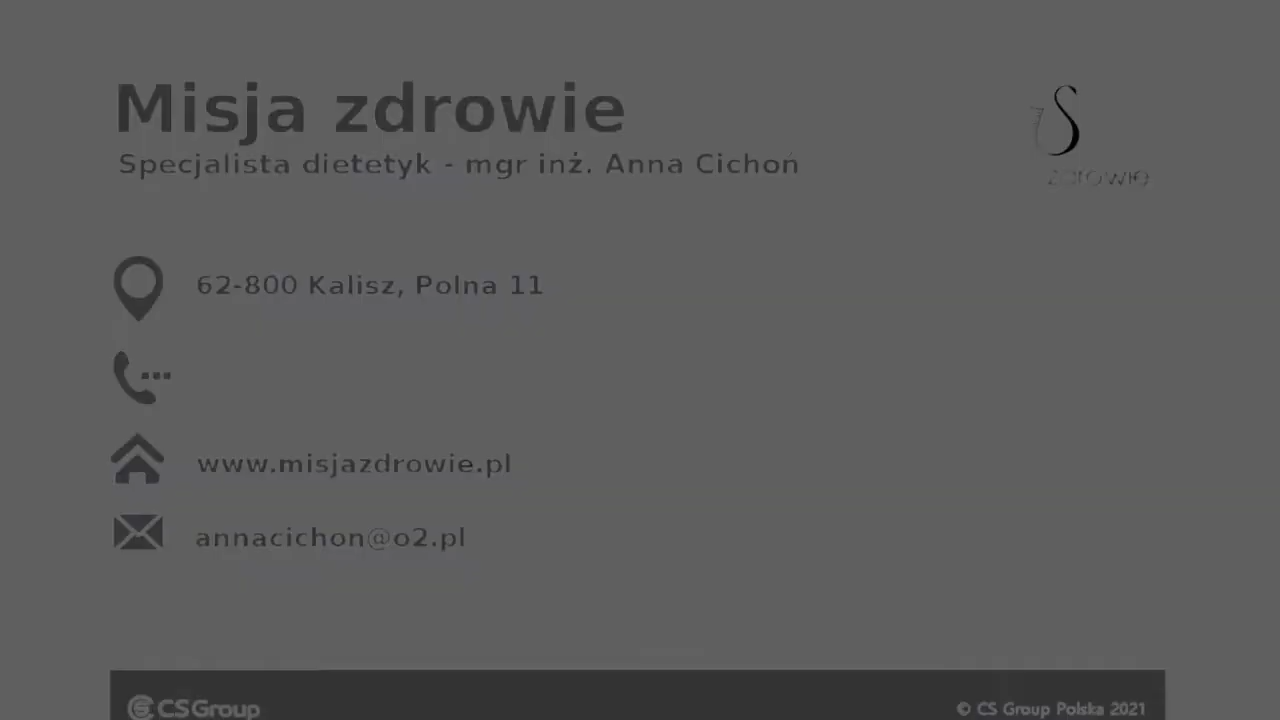 Misja zdrowie
Specjalista dietetyk - mgr inż. Anna Cichoń
zdrowie
62-800 Kalisz, Polna 11
www.misjazdrowie.pl
annacichon@o2.pl
CSGroup
© CS Group Polska 2021